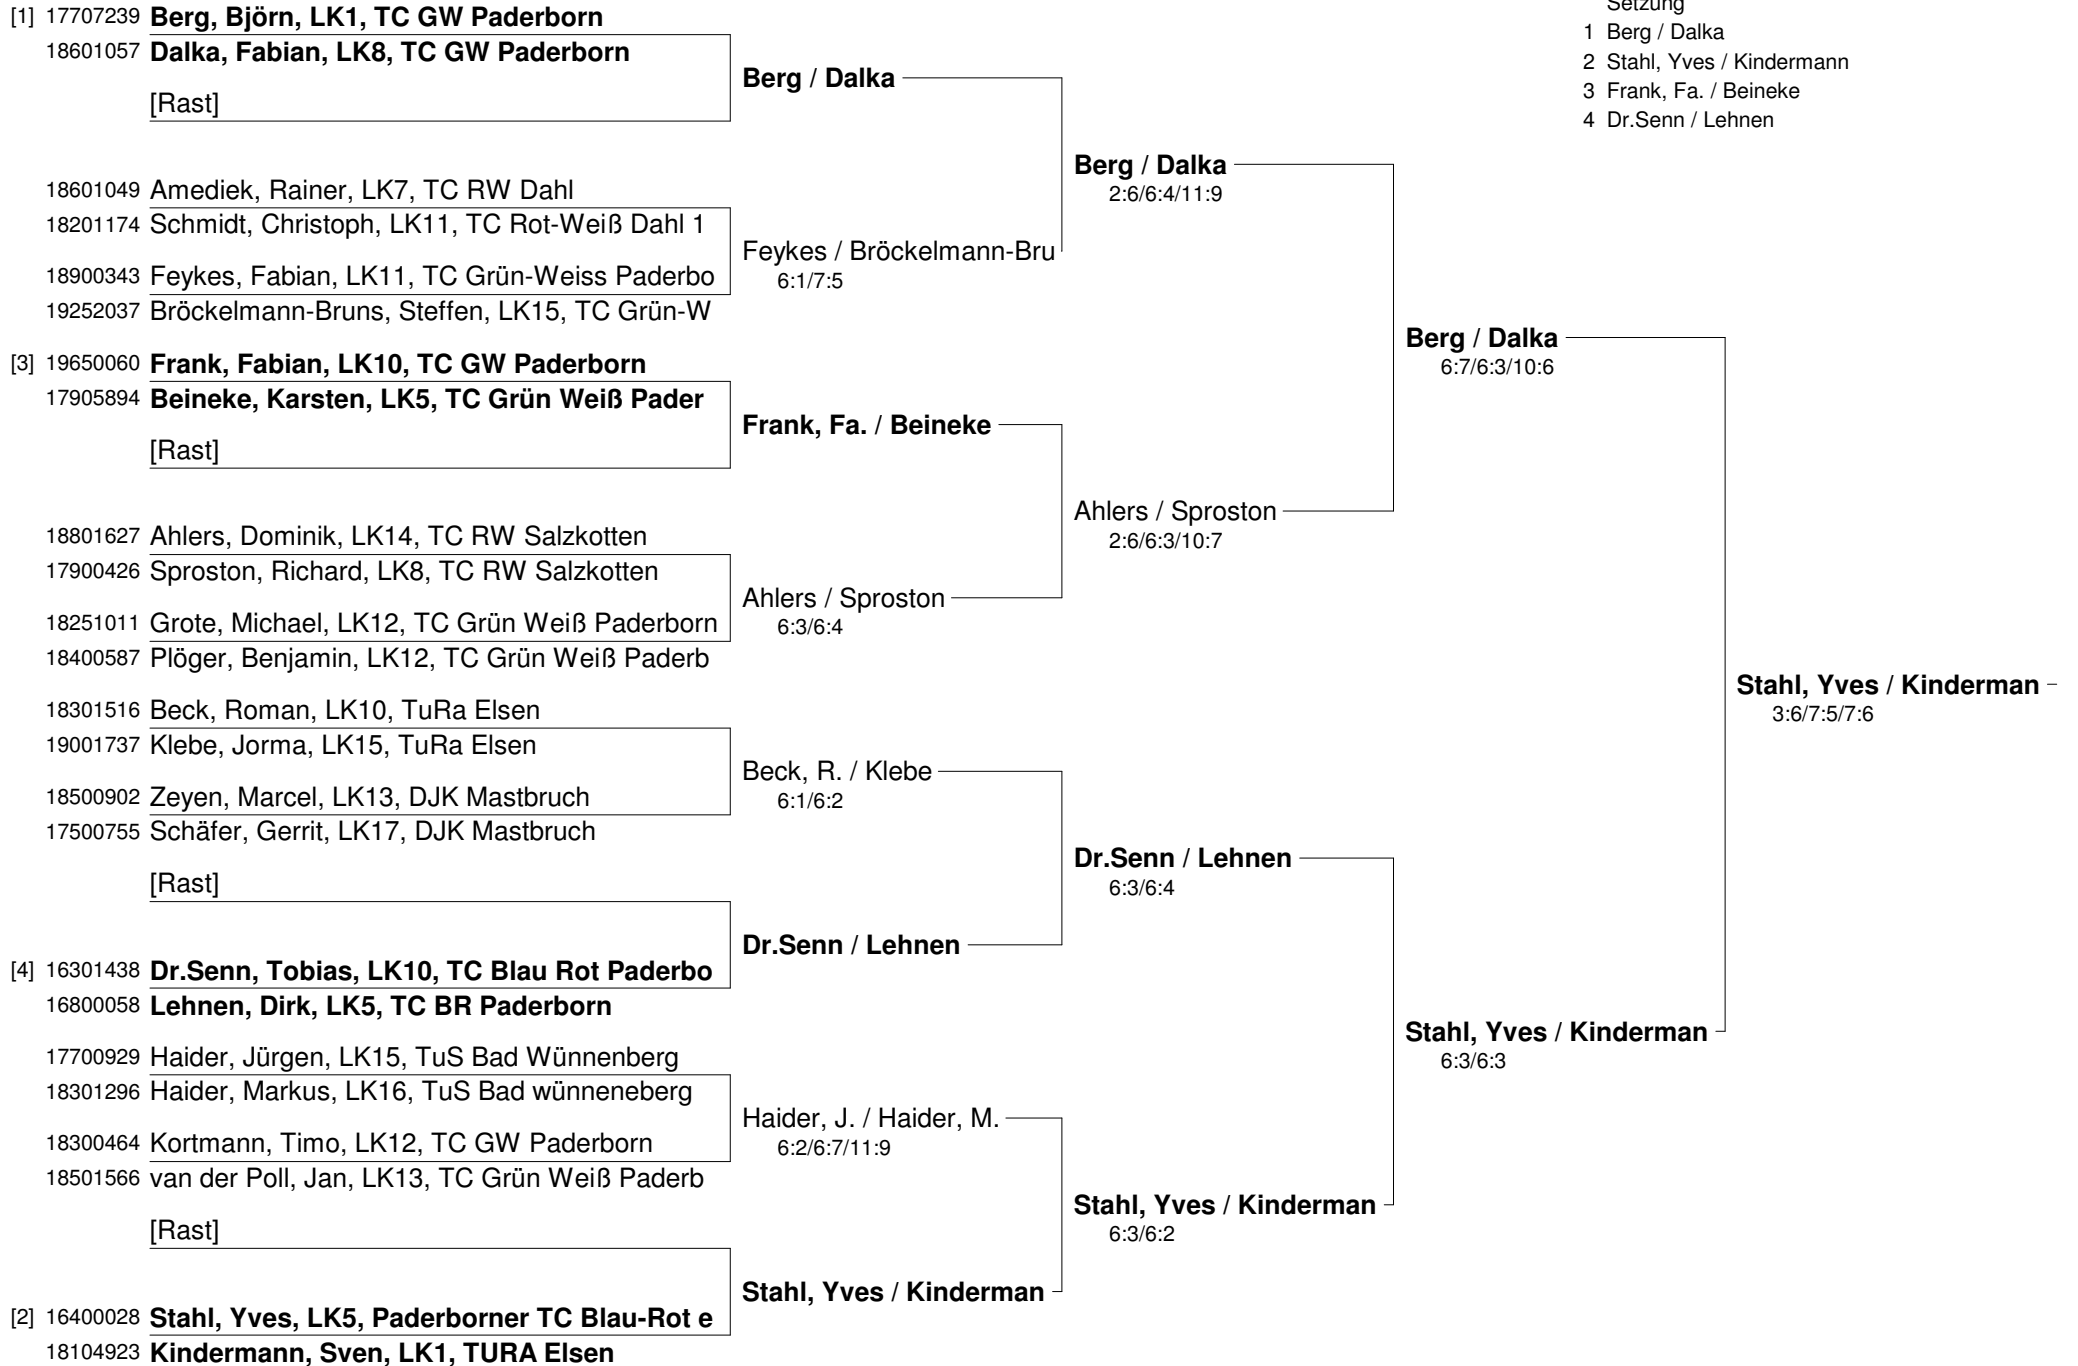 [1] 17707239 Berg, Björn, LK1, TC GW Paderborn
18601057 Dalka, Fabian, LK8, TC GW Paderborn
[Rast]
18601049 Amediek, Rainer, LK7, TC RW Dahl
18201174 Schmidt, Christoph, LK11, TC Rot-Weiß Dahl 1
18900343 Feykes, Fabian, LK11, TC Grün-Weiss Paderbo
19252037 Bröckelmann-Bruns, Steffen, LK15, TC Grün-W
[3] 19650060 Frank, Fabian, LK10, TC GW Paderborn
17905894 Beineke, Karsten, LK5, TC Grün Weiß Pader
[Rast]
18801627 Ahlers, Dominik, LK14, TC RW Salzkotten
17900426 Sproston, Richard, LK8, TC RW Salzkotten
18251011 Grote, Michael, LK12, TC Grün Weiß Paderborn
18400587 Plöger, Benjamin, LK12, TC Grün Weiß Paderb
18301516 Beck, Roman, LK10, TuRa Elsen
19001737 Klebe, Jorma, LK15, TuRa Elsen
18500902 Zeyen, Marcel, LK13, DJK Mastbruch
17500755 Schäfer, Gerrit, LK17, DJK Mastbruch
[Rast]
[4] 16301438 Dr.Senn, Tobias, LK10, TC Blau Rot Paderbo
16800058 Lehnen, Dirk, LK5, TC BR Paderborn
17700929 Haider, Jürgen, LK15, TuS Bad Wünnenberg
18301296 Haider, Markus, LK16, TuS Bad wünneneberg
18300464 Kortmann, Timo, LK12, TC GW Paderborn
18501566 van der Poll, Jan, LK13, TC Grün Weiß Paderb
[Rast]
[2] 16400028 Stahl, Yves, LK5, Paderborner TC Blau-Rot e
18104923 Kindermann, Sven, LK1, TURA Elsen
Berg / Dalka
Feykes / Bröckelmann-Bru
6:1/7:5
Frank, Fa. / Beineke
Ahlers / Sproston
6:3/6:4
Beck, R. / Klebe
6:1/6:2
Dr.Senn / Lehnen
Haider, J. / Haider, M.
6:2/6:7/11:9
Stahl, Yves / Kinderman
Berg / Dalka
2:6/6:4/11:9
Ahlers / Sproston
2:6/6:3/10:7
Dr.Senn / Lehnen
6:3/6:4
Stahl, Yves / Kinderman
6:3/6:2
Berg / Dalka
6:7/6:3/10:6
Stahl, Yves / Kinderman
6:3/6:3
Stahl, Yves / Kinderman
3:6/7:5/7:6
Setzung
1 Berg / Dalka
2 Stahl, Yves / Kindermann
3 Frank, Fa. / Beineke
4 Dr.Senn / Lehnen